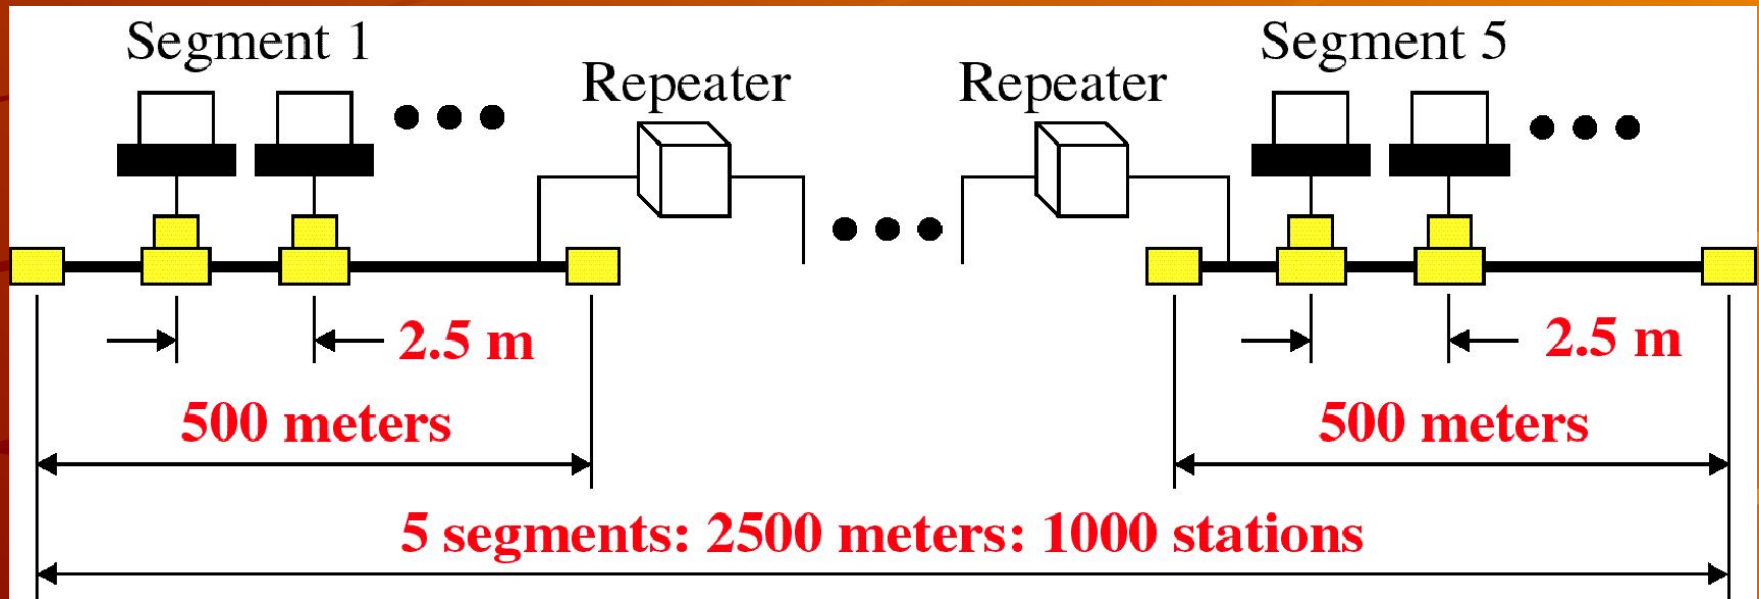 Segment 1
Repeater
Repeater
Segment 5
2.5 m
2.5 m
500 meters
500 meters
5 segments: 2500 meters: 1000 stations